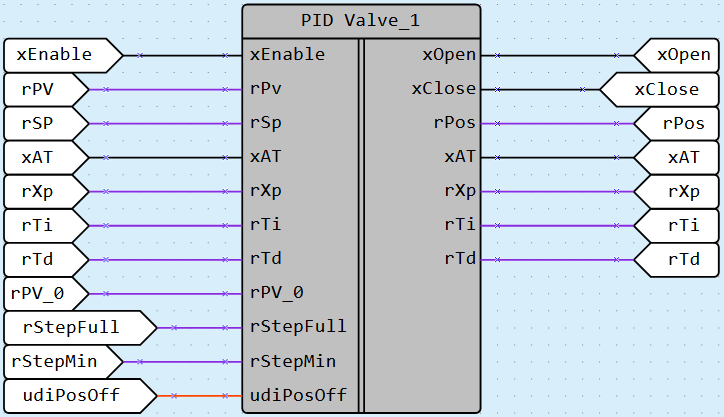 PID Valve_1
xEnable xEnable xOpen xOpen
rPV rPv xClose xClose
rSP rSp rPos rPos
xAT xAT xAT xAT
rXp rXp rXp rXp
rTi rTi rTi rTi
rTd rTd rTd rTd
rPV_0 rPV_0
rStepFull rStepFull
rStepMin rStepMin
udiPosOff udiPosOff